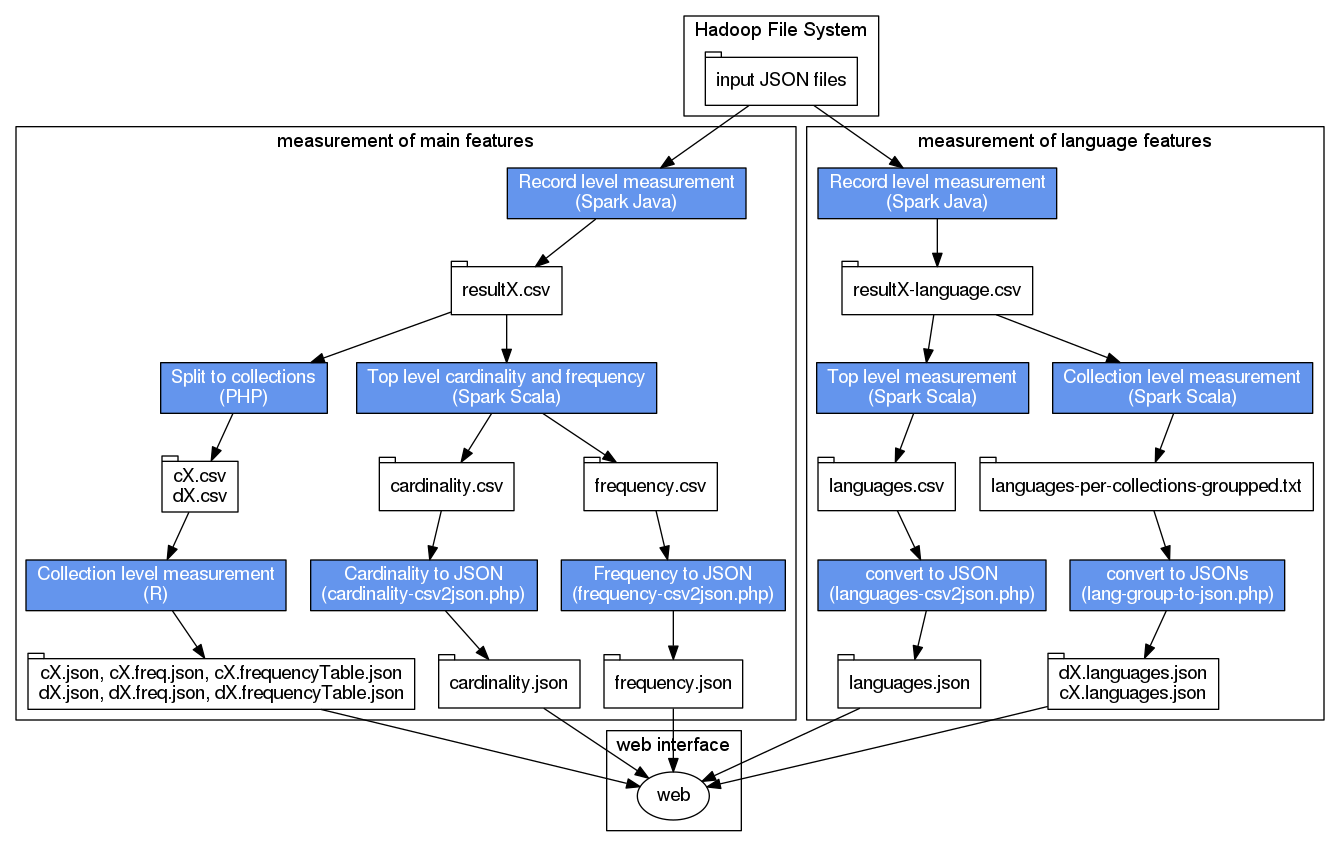 Hadoop File System
input JSON files
measurement of main features
measurement of language features
Record level measurement
(Spark Java)
Record level measurement
(Spark Java)
resultX.csv
resultX-language.csv
Split to collections
(PHP)
Top level cardinality and frequency
(Spark Scala)
Top level measurement
(Spark Scala)
Collection level measurement
(Spark Scala)
cX.csv
dX.csv
cardinality.csv
frequency.csv
languages.csv
languages-per-collections-groupped.txt
Collection level measurement
(R)
Cardinality to JSON
(cardinality-csv2json.php)
Frequency to JSON
(frequency-csv2json.php)
convert to JSON
(languages-csv2json.php)
convert to JSONs
(lang-group-to-json.php)
cX.json, cX.freq.json, cX.frequencyTable.json
dX.json, dX.freq.json, dX.frequencyTable.json
cardinality.json
frequency.json
languages.json
dX.languages.json
cX.languages.json
web interface
web